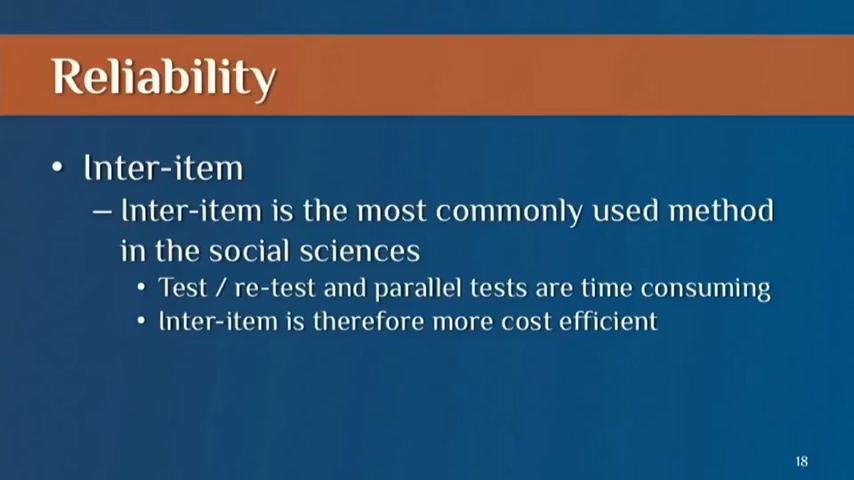 Reliability
• Inter-item
– Inter-item is the most commonly used method
in the social sciences
• Test / re-test and parallel tests are time consuming
• Inter-item is therefore more cost efficient
18